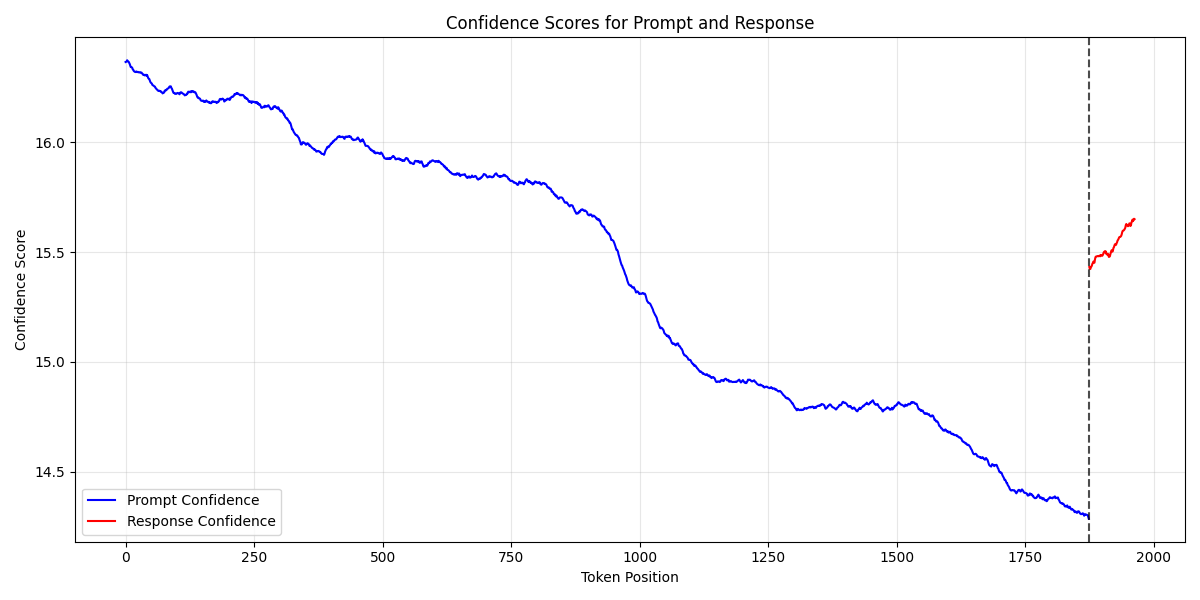 Confidence Scores for Prompt and Response
Confidence Score
16.0
15.5
15.0
14.5
Prompt Confidence
Response Confidence
0 250 500 750 1000 1250 1500 1750 2000
Token Position